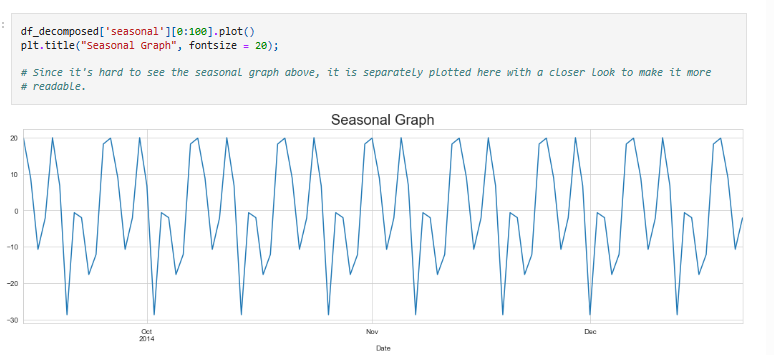 :
df_decomposed['seasonal'][0:100].plot()
plt.title("Seasonal Graph", fontsize = 20);
# Since it's hard to see the seasonal graph above, it is separately plotted here with a closer look to make it more
# readable.
Seasonal Graph
20
10
0
−10
−20
−30
Oct
2014
Nov
Dec
Date